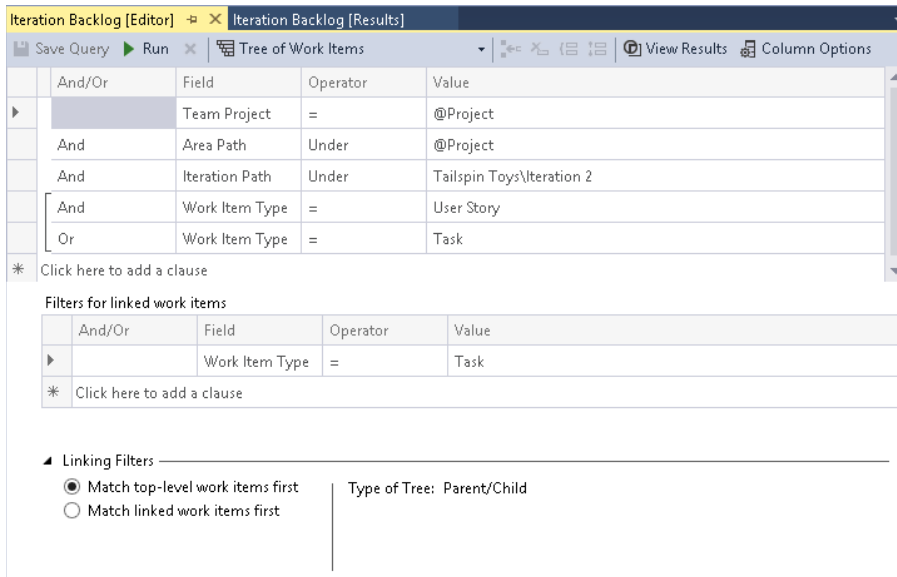 Iteration Backlog [Editor] Iteration Backlog [Results]
Save Query Run Tree of Work Items View Results Column Options
And/Or Field Operator Value
Team Project = @Project
And Area Path Under @Project
And Iteration Path Under Tailspin Toys\Iteration 2
And Work Item Type = User Story
Or Work Item Type = Task
* Click here to add a clause
Filters for linked work items
And/Or Field Operator Value
Work Item Type = Task
* Click here to add a clause
Linking Filters
Match top-level work items first Type of Tree: Parent/Child
Match linked work items first